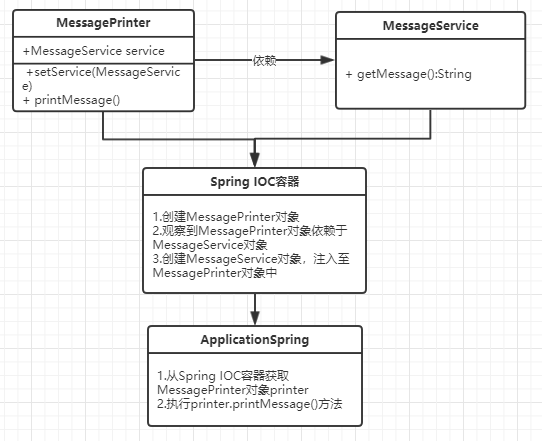 MessagePrinter
+MessageService service
+setService(MessageServic
e)
+ printMessage()
依赖
MessageService
+ getMessage():String
Spring IOC容器
1.创建MessagePrinter对象
2.观察到MessagePrinter对象依赖于
MessageService对象
3.创建MessageService对象，注入至
MessagePrinter对象中
ApplicationSpring
1.从Spring IOC容器获取
MessagePrinter对象printer
2.执行printer.printMessage()方法